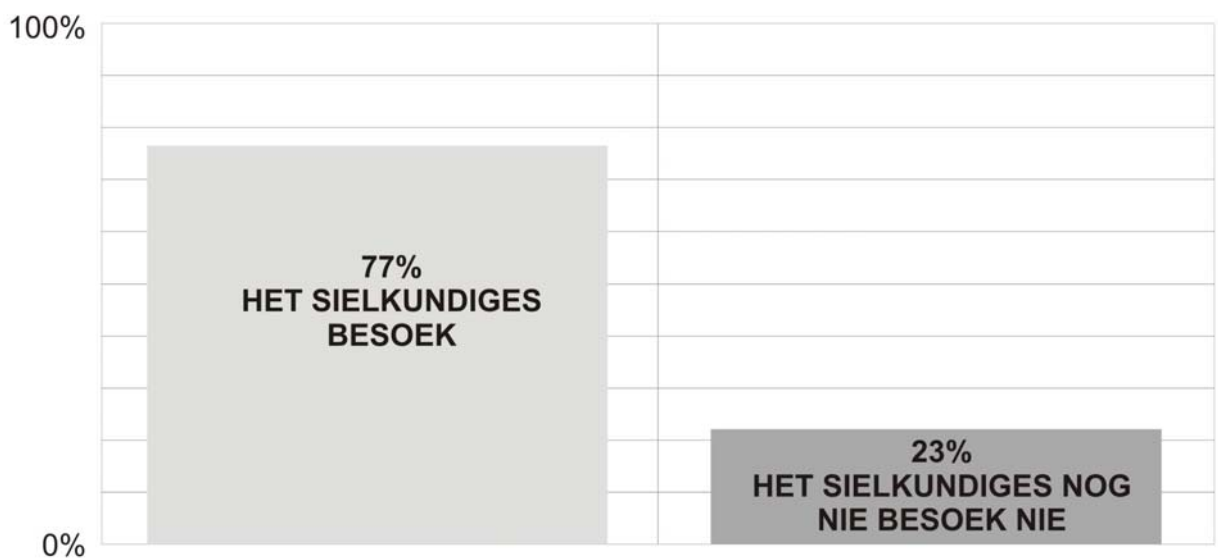 100%
77%
HET SIELKUNDIGES
BESOEK
23%
HET SIELKUNDIGES NOG
NIE BESOEK NIE
0%